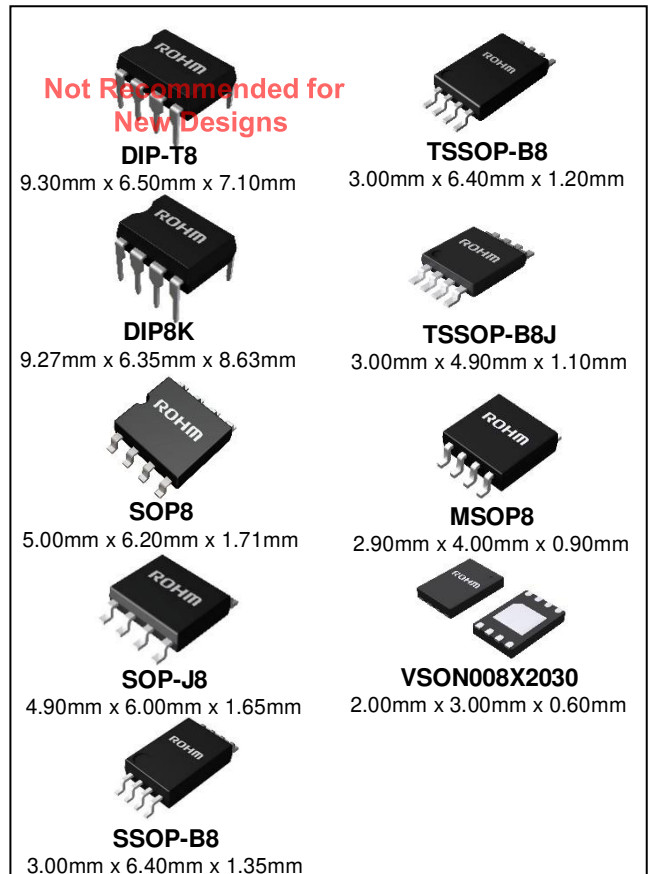 ROHM
Not Recommended for
New Designs
DIP-T8
9.30mm x 6.50mm x 7.10mm
ROHM
DIP8K
9.27mm x 6.35mm x 8.63mm
ROHM
SOP8
5.00mm x 6.20mm x 1.71mm
ROHM
SOP-J8
4.90mm x 6.00mm x 1.65mm
ROHM
SSOP-B8
3.00mm x 6.40mm x 1.35mm
ROHM
TSSOP-B8
3.00mm x 6.40mm x 1.20mm
ROHM
TSSOP-B8J
3.00mm x 4.90mm x 1.10mm
ROHM
MSOP8
2.90mm x 4.00mm x 0.90mm
ROHM
VSON008X2030
2.00mm x 3.00mm x 0.60mm